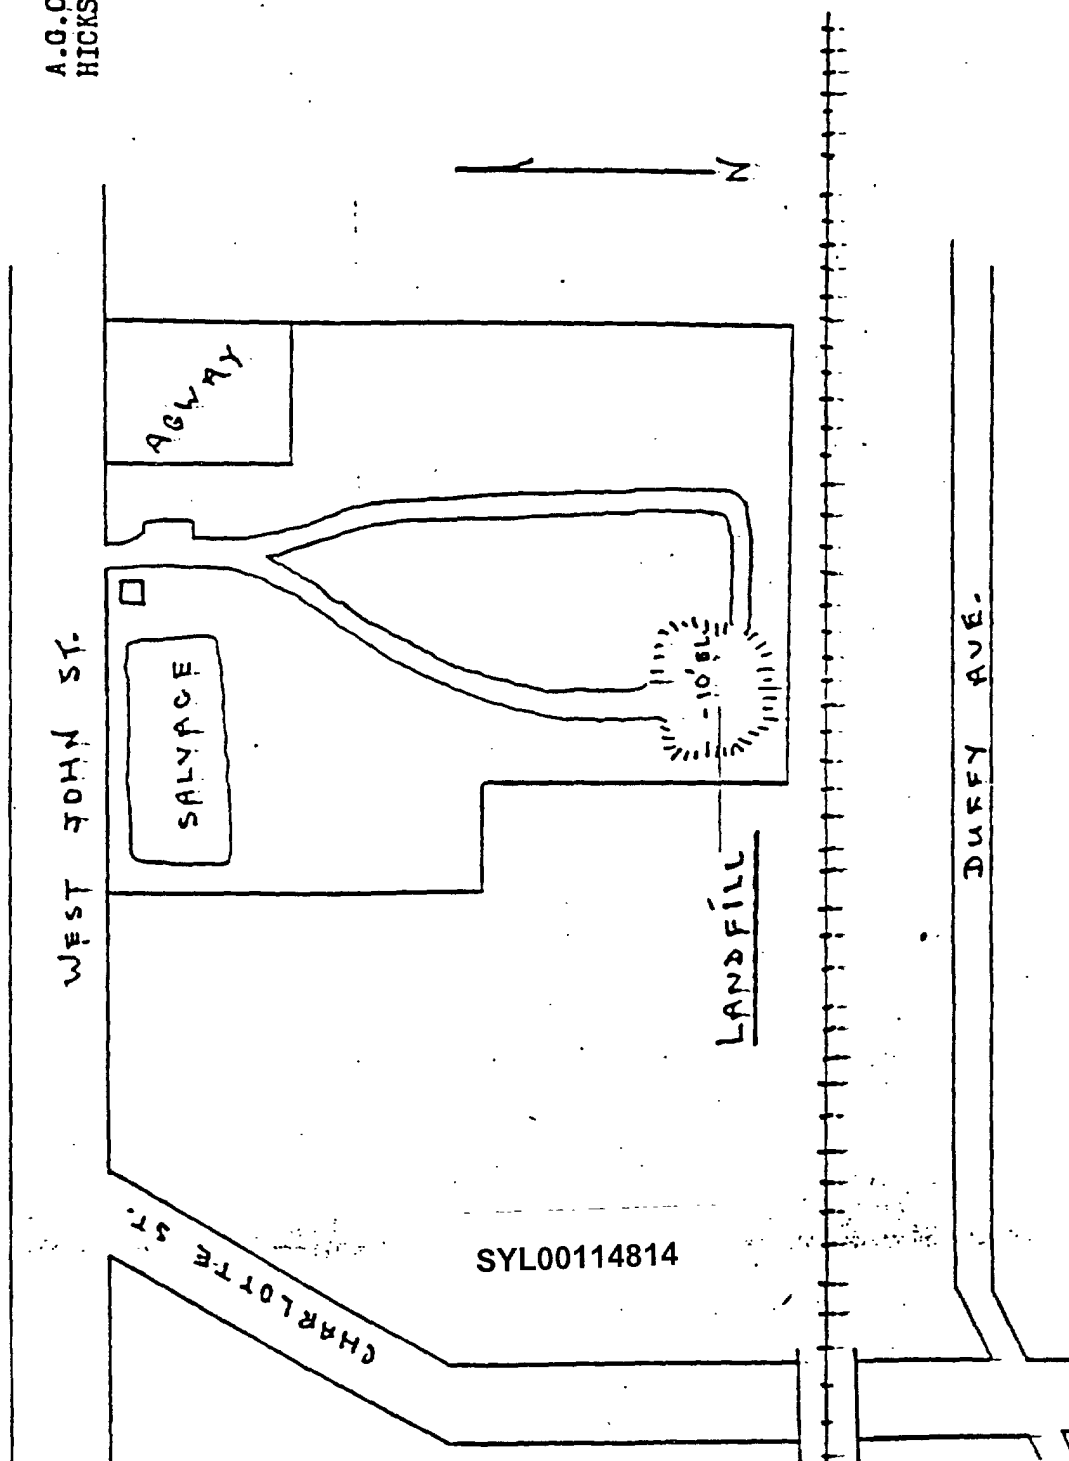 A.G.C
HICKS
N
AGWAY
WEST JOHN ST.
SALVAGE
-10' BL
LANDFILL
DUFFY AVE.
CHARLOTTE ST.
SYL00114814